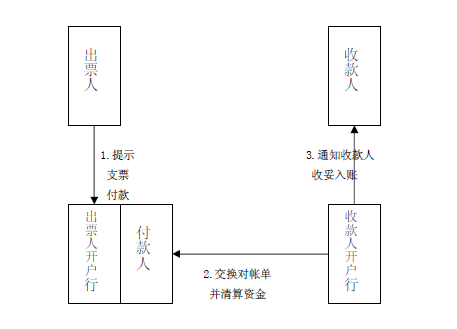 出票人
收款人
1.提示
支票
付款
3.通知收款人
收妥入账
出票人开户行
付款人
收款人开户行
2.交换对帐单
并清算资金